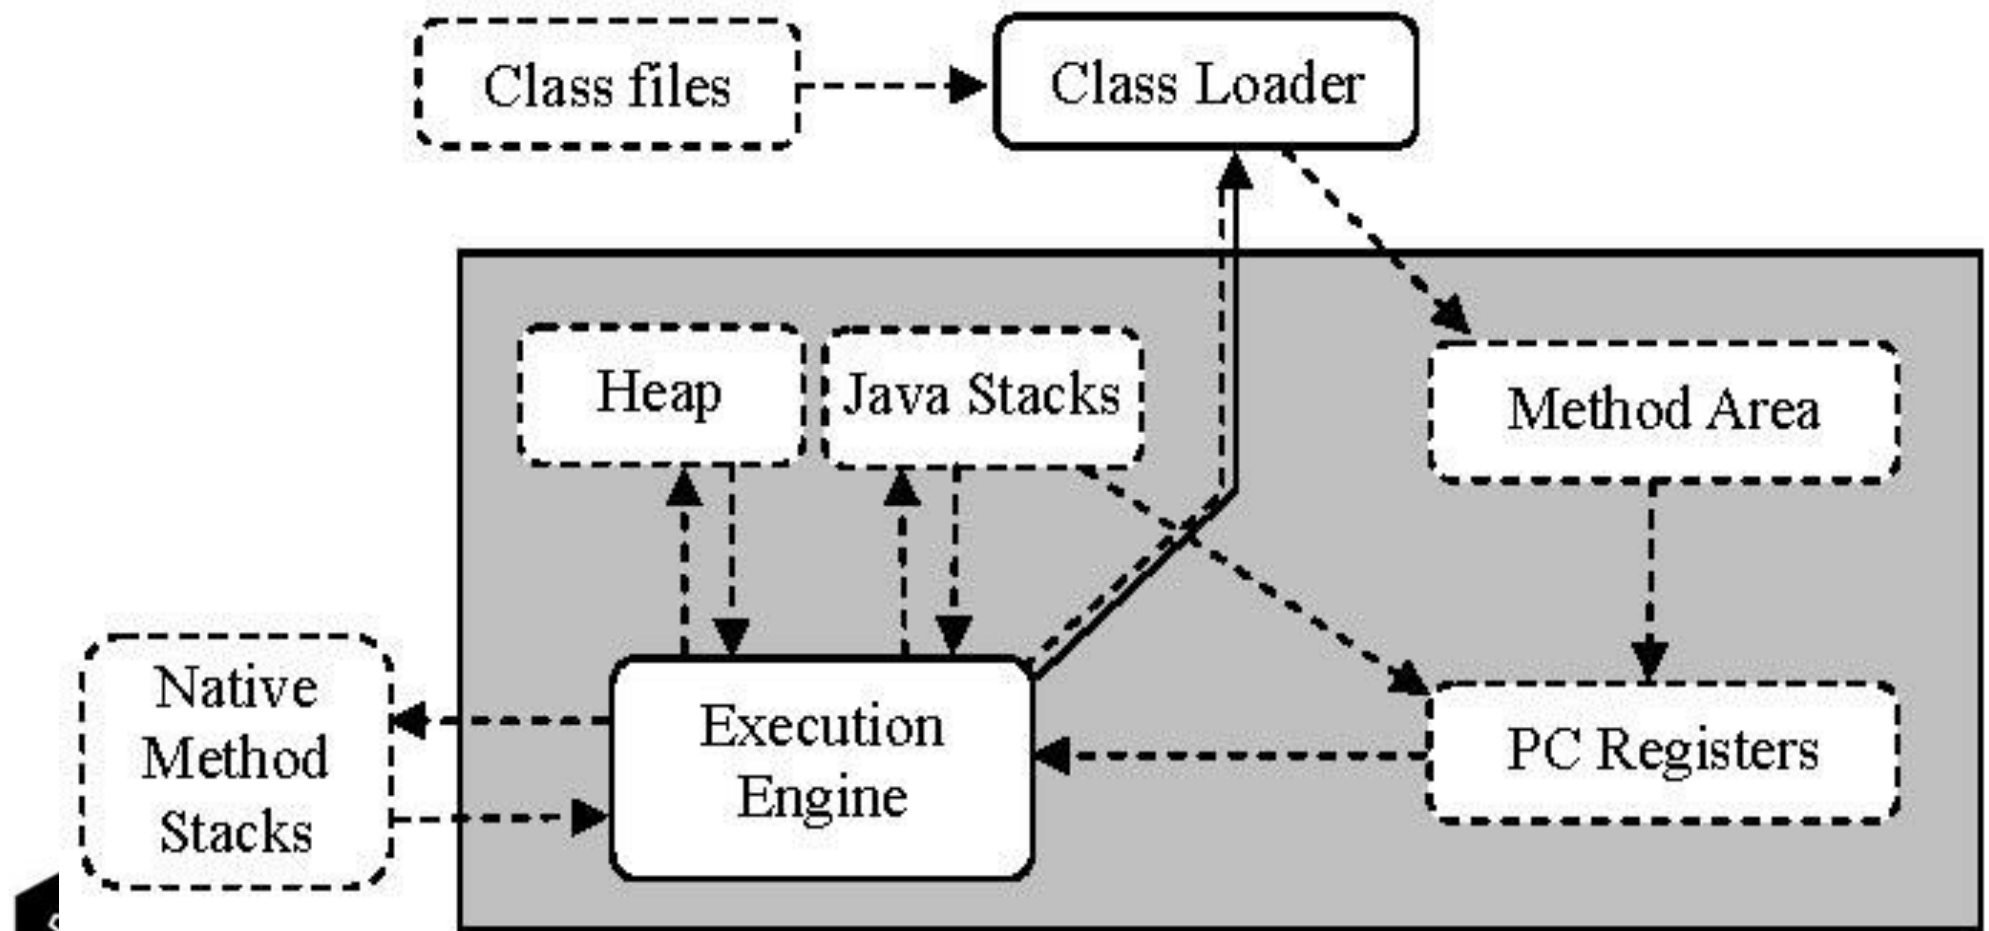 Class files
Class Loader
Heap
Java Stacks
Method Area
Native
Method
Stacks
Execution
Engine
PC Registers